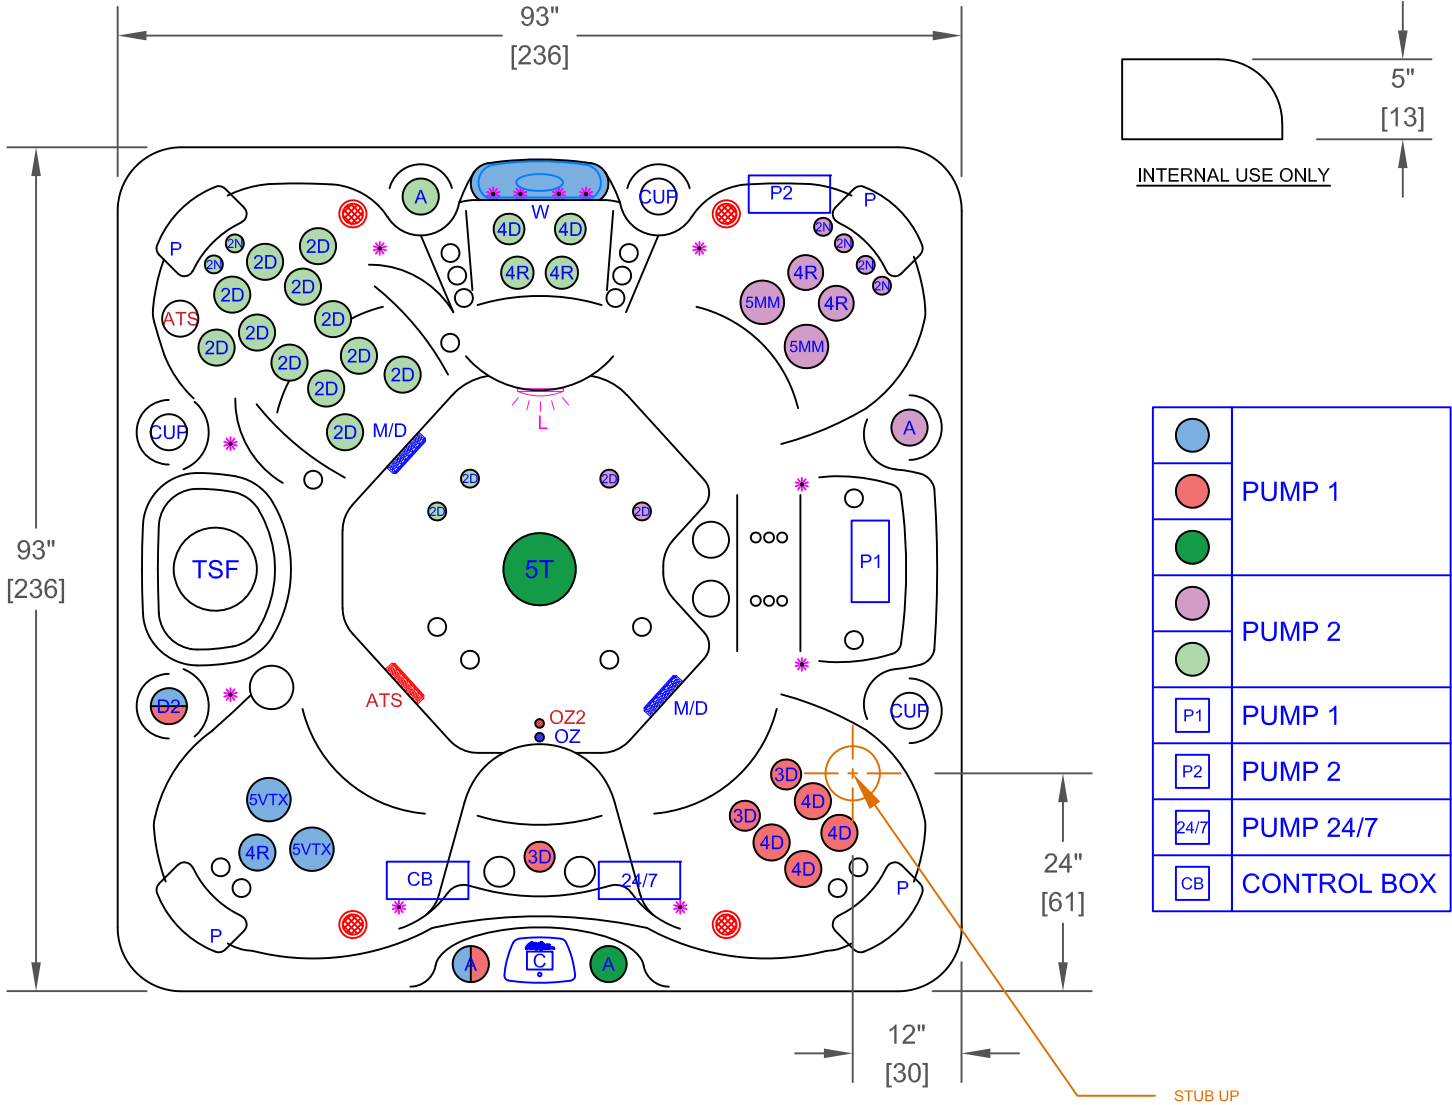 93"
[236]
5"
[13]
INTERNAL USE ONLY
P
A
W
CUP
P2
P
4D
4D
2N
2N
2D
2D
2N
2N
2N
2N
4R
4R
4R
2D
2D
5MM
4R
ATS
2D
2D
2D
2D
2D
5MM
2D
2D
2D
CUP
M/D
2D
L
A
2D
2D
2D
2D
93"
[236]
TSF
5T
P1
ATS
M/D
D2
OZ2
OZ
CUP
3D
4D
3D
4D
4D
4D
5VTX
4R
5VTX
3D
CB
24/7
P
P
A
C
A
24"
[61]
12"
[30]
STUB UP
PUMP 1
PUMP 2
P1
PUMP 1
P2
PUMP 2
24/7
PUMP 24/7
CB
CONTROL BOX